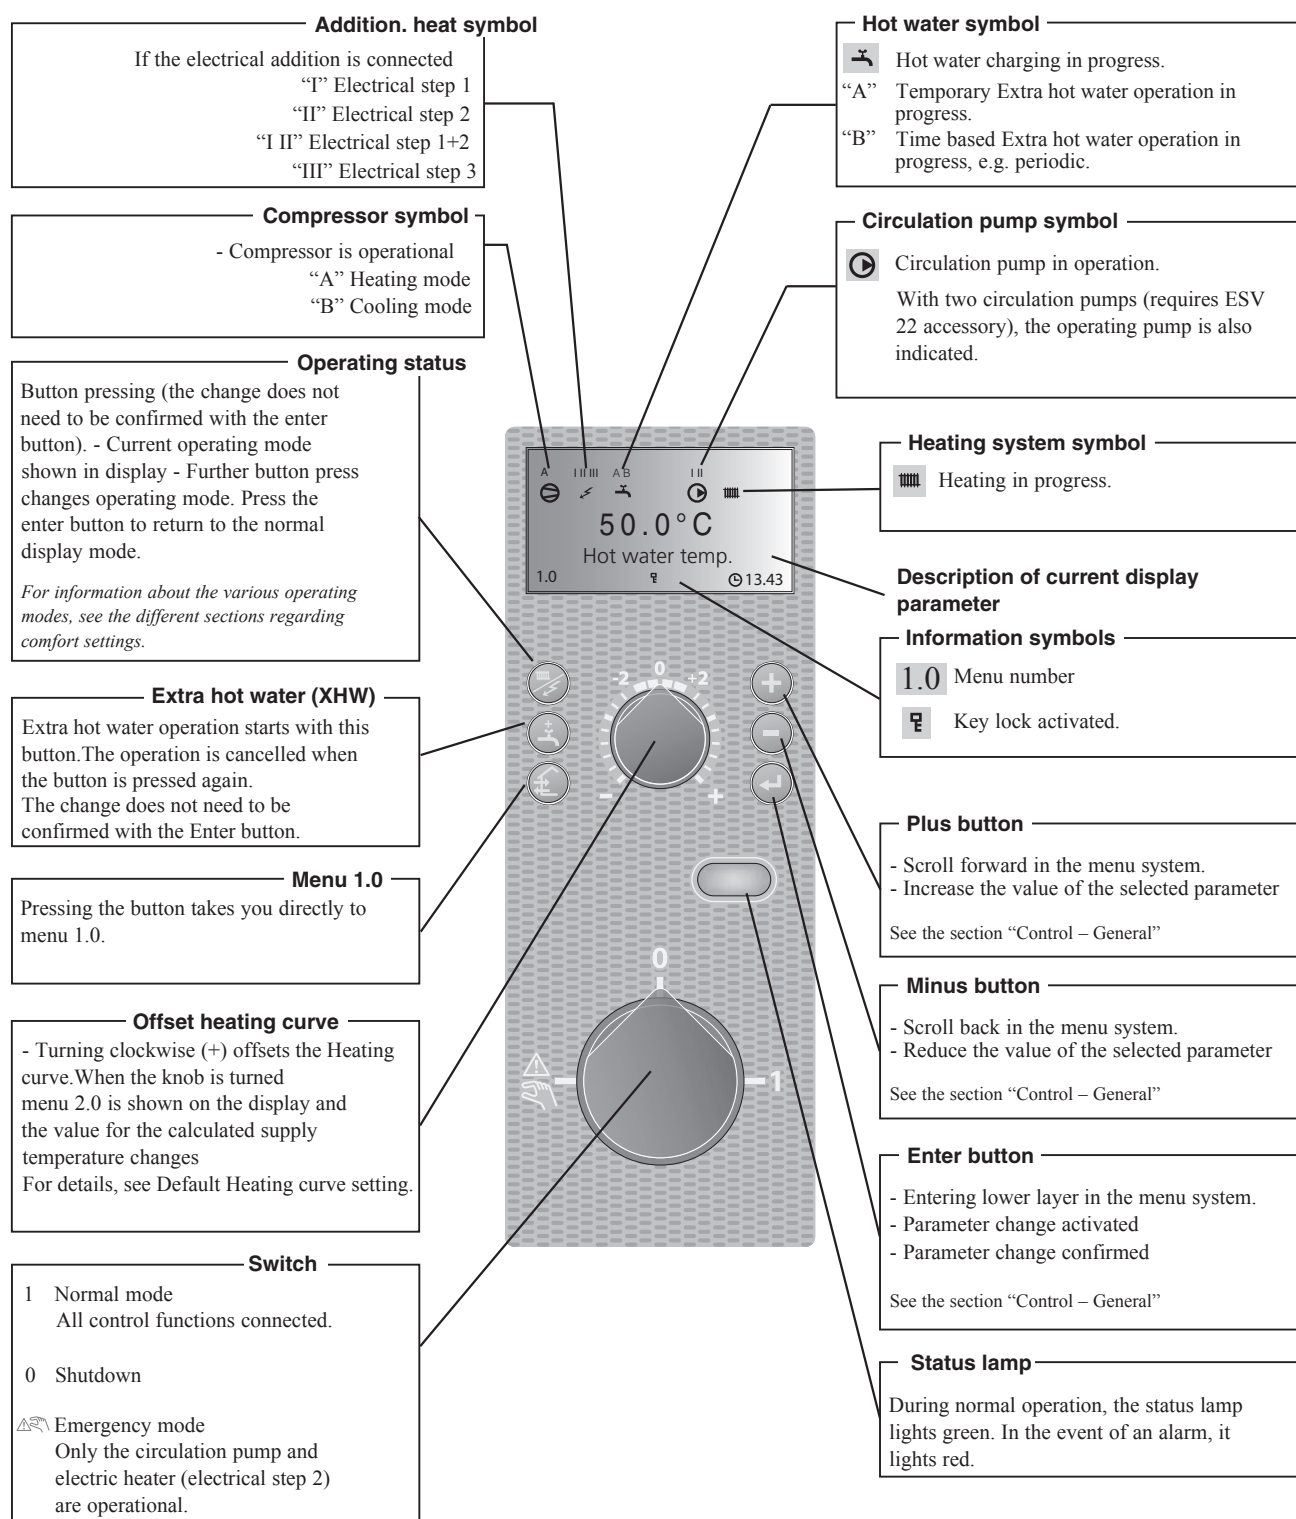 Addition. heat symbol
If the electrical addition is connected
“I” Electrical step 1
“II” Electrical step 2
“I II” Electrical step 1+2
“III” Electrical step 3
Compressor symbol
- Compressor is operational
“A” Heating mode
“B” Cooling mode
Operating status
Button pressing (the change does not
need to be confirmed with the enter
button). - Current operating mode
shown in display - Further button press
changes operating mode. Press the
enter button to return to the normal
display mode.
For information about the various operating
modes, see the different sections regarding
comfort settings.
Extra hot water (XHW)
Extra hot water operation starts with this
button.The operation is cancelled when
the button is pressed again.
The change does not need to be
confirmed with the Enter button.
Menu 1.0
Pressing the button takes you directly to
menu 1.0.
Offset heating curve
- Turning clockwise (+) offsets the Heating
curve.When the knob is turned
menu 2.0 is shown on the display and
the value for the calculated supply
temperature changes
For details, see Default Heating curve setting.
Switch
1 Normal mode
All control functions connected.
0 Shutdown
Emergency mode
Only the circulation pump and
electric heater (electrical step 2)
are operational.
A I II III A B I II
50.0°C
Hot water temp.
1.0 13.43
-2 0 +2
- +
0
1
Hot water symbol
Hot water charging in progress.
“A” Temporary Extra hot water operation in
progress.
“B” Time based Extra hot water operation in
progress, e.g. periodic.
Circulation pump symbol
Circulation pump in operation.
With two circulation pumps (requires ESV
22 accessory), the operating pump is also
indicated.
Heating system symbol
Heating in progress.
Description of current display
parameter
Information symbols
1.0 Menu number
Key lock activated.
Plus button
- Scroll forward in the menu system.
- Increase the value of the selected parameter
See the section “Control – General”
Minus button
- Scroll back in the menu system.
- Reduce the value of the selected parameter
See the section “Control – General”
Enter button
- Entering lower layer in the menu system.
- Parameter change activated
- Parameter change confirmed
See the section “Control – General”
Status lamp
During normal operation, the status lamp
lights green. In the event of an alarm, it
lights red.